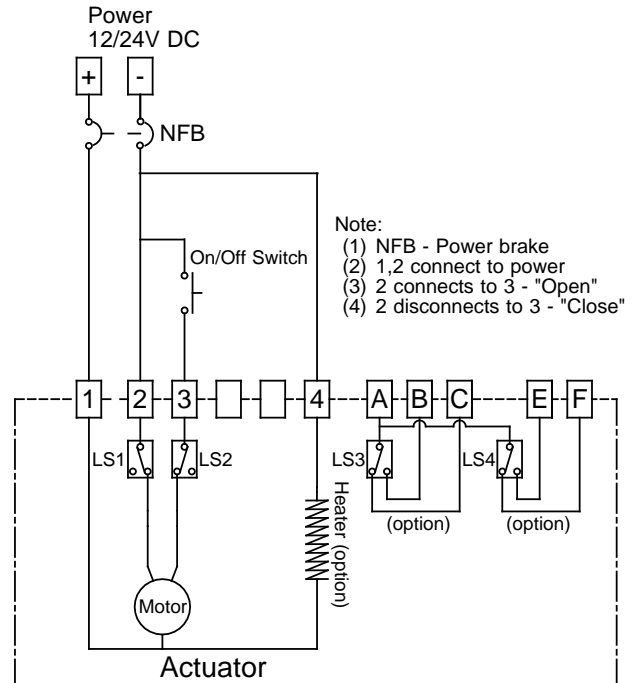 Power
12/24V DC
+ -
NFB
Note:
(1) NFB - Power brake
(2) 1,2 connect to power
(3) 2 connects to 3 - "Open"
(4) 2 disconnects to 3 - "Close"
On/Off Switch
1 2 3 4 A B C E F
LS1 LS2 LS3 LS4
Heater (option)
(option) (option)
Motor
Actuator